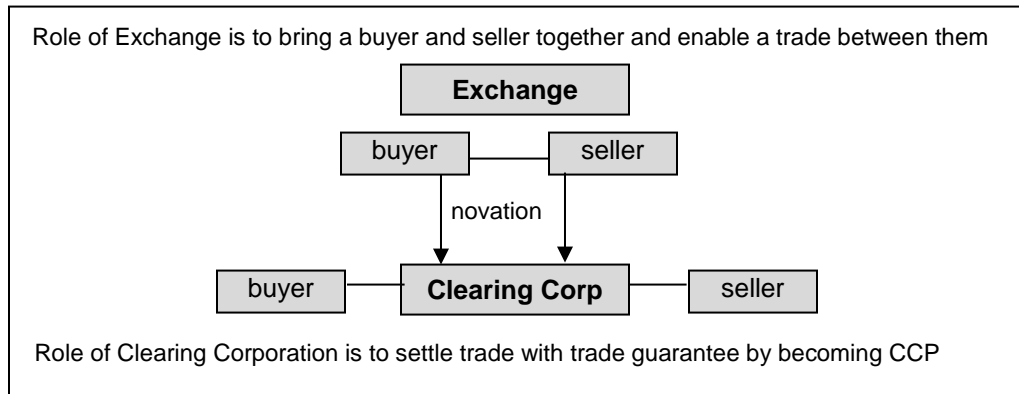 Role of Exchange is to bring a buyer and seller together and enable a trade between them
Exchange
buyer seller
novation
buyer Clearing Corp seller
Role of Clearing Corporation is to settle trade with trade guarantee by becoming CCP